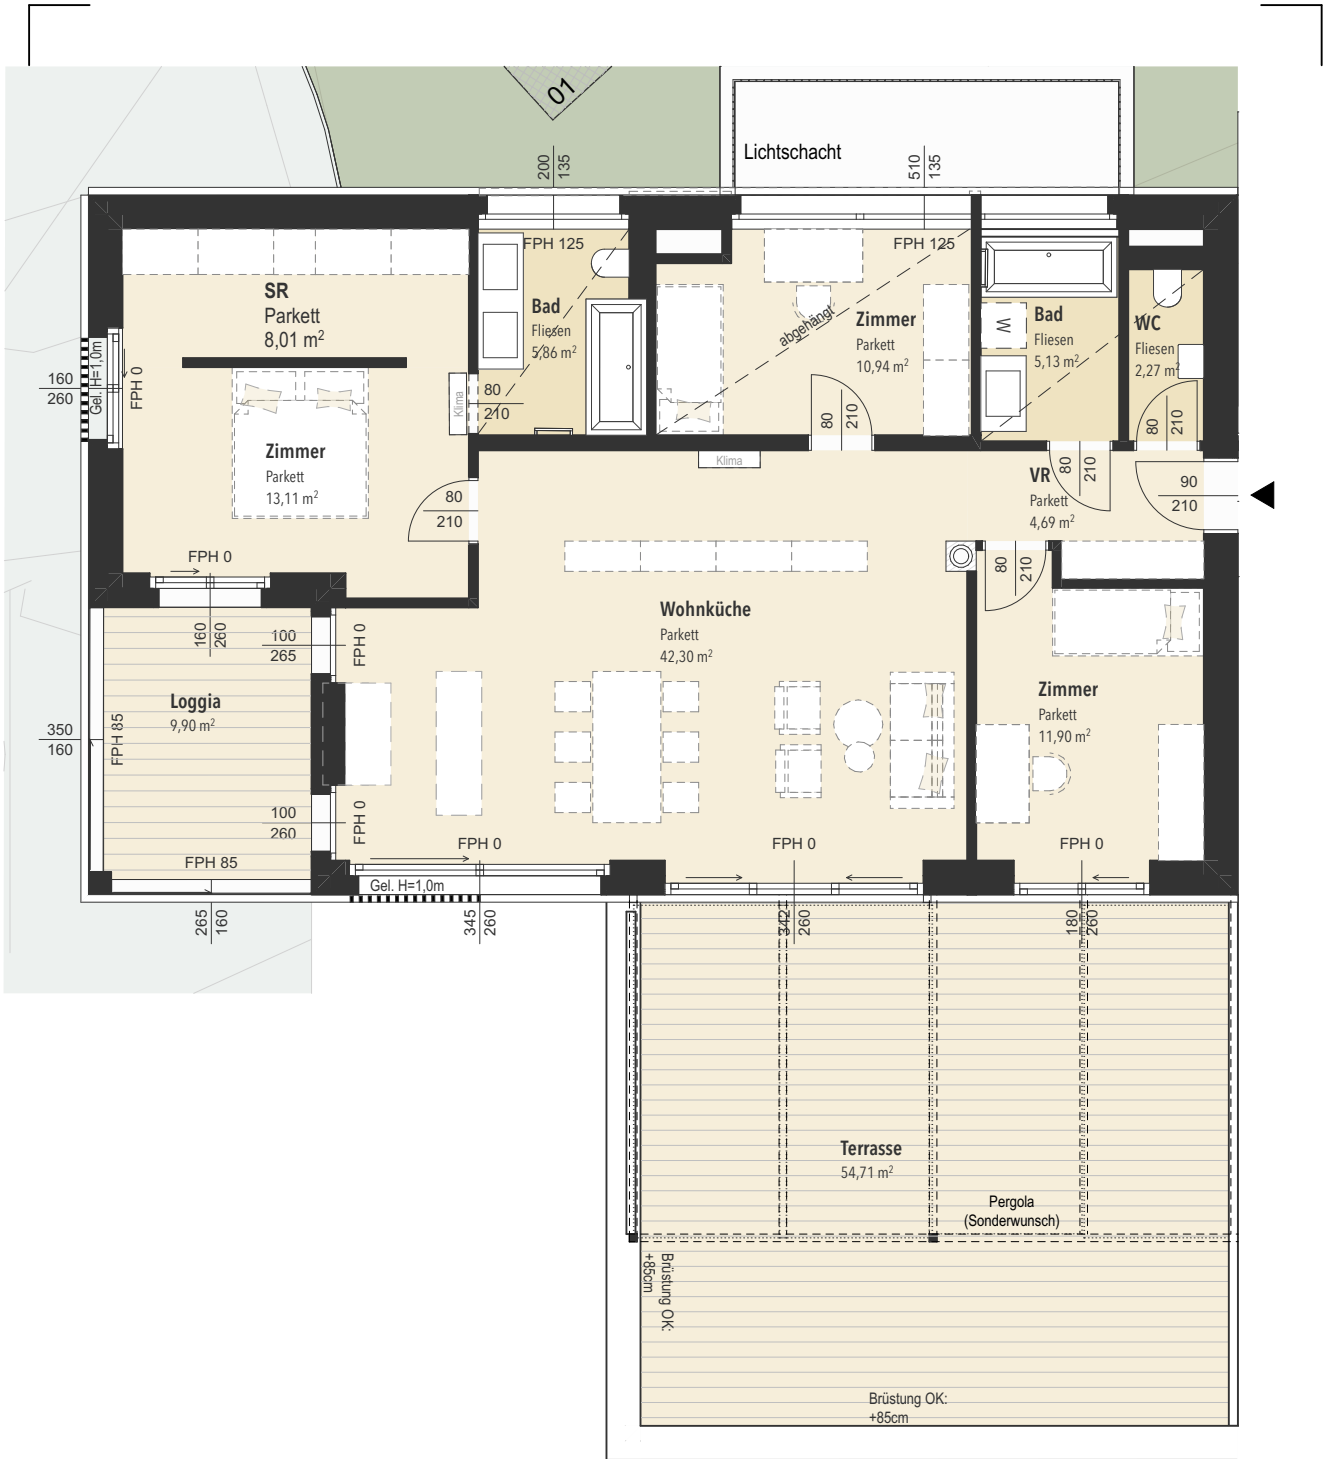 01
Lichtschacht
200
135
510
135
FPH 125
FPH 125
SR
Parkett
8,01 m²
Bad
Fliesen
5,86 m²
abgehängt
Zimmer
Parkett
10,94 m²
W
Bad
Fliesen
5,13 m²
WC
Fliesen
2,27 m²
Gel. H=1,0m
FPH 0
160
260
Klima
80
210
80
210
80
210
Zimmer
Parkett
13,11 m²
Klima
80
210
VR
Parkett
4,69 m²
80
210
90
210
FPH 0
80
210
160
260
100
265
FPH 0
Wohnküche
Parkett
42,30 m²
Loggia
9,90 m²
Zimmer
Parkett
11,90 m²
350
160
FPH 85
100
260
FPH 0
FPH 85
FPH 0
FPH 0
FPH 0
Gel. H=1,0m
265
160
345
260
342
260
180
260
Terrasse
54,71 m²
Pergola
(Sonderwunsch)
Brüstung OK:
+85cm
Brüstung OK:
+85cm